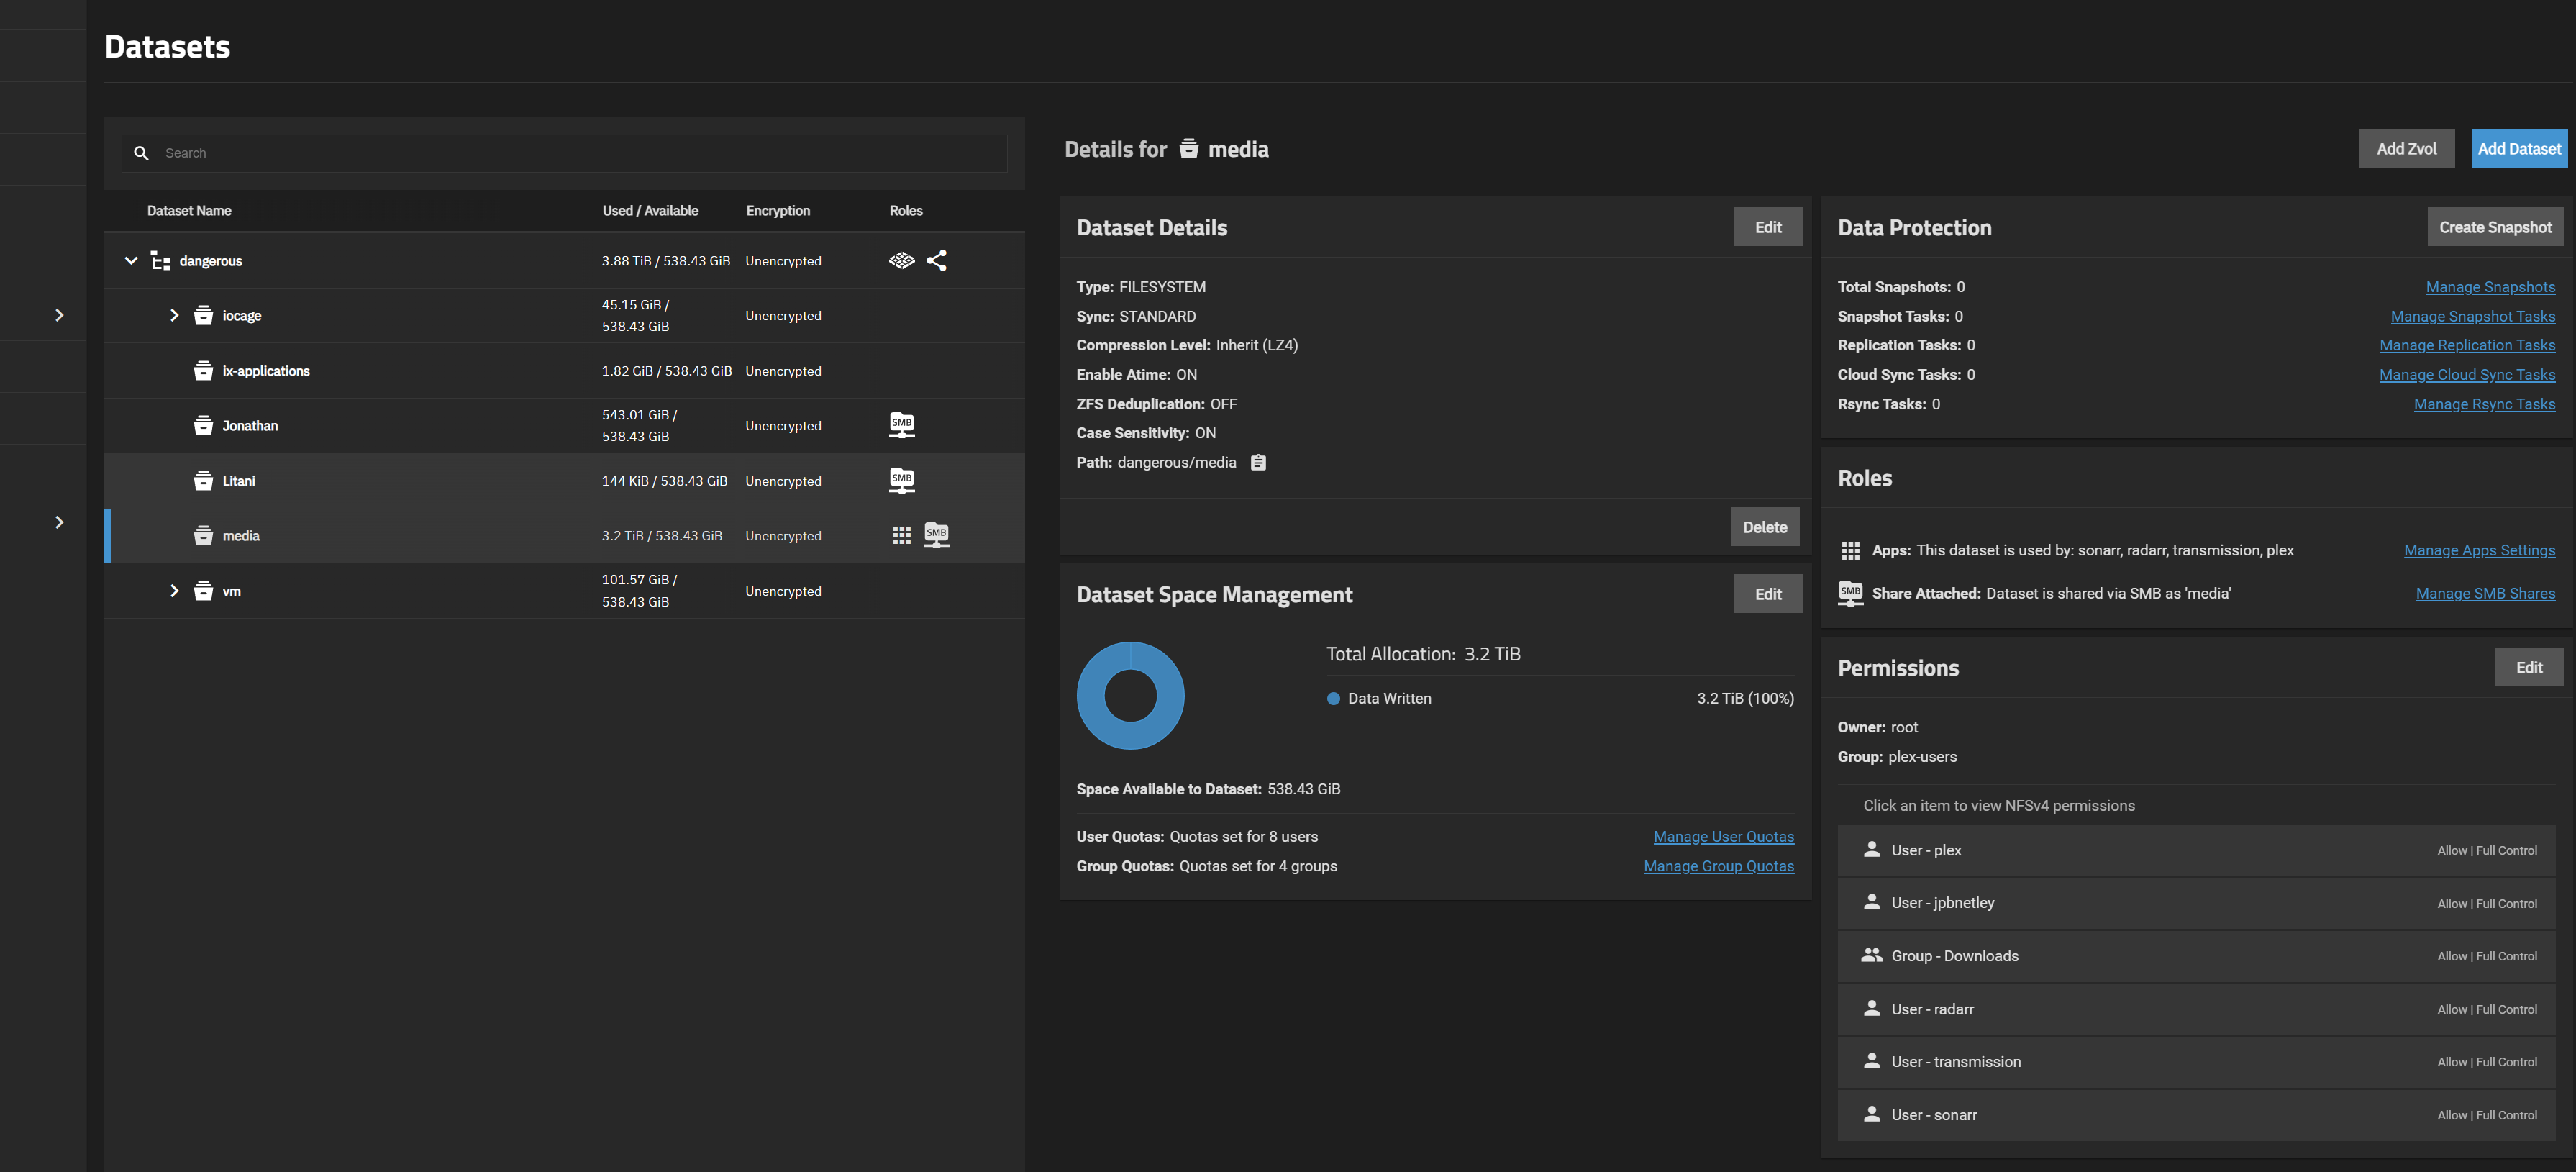 Datasets
Search
Dataset Name Used / Available Encryption Roles
dangerous 3.88 TiB / 538.43 GiB Unencrypted
iocage 45.15 GiB / 538.43 GiB Unencrypted
ix-applications 1.82 GiB / 538.43 GiB Unencrypted
Jonathan 543.01 GiB / 538.43 GiB Unencrypted SMB
Litani 144 KiB / 538.43 GiB Unencrypted SMB
media 3.2 TiB / 538.43 GiB Unencrypted SMB
vm 101.57 GiB / 538.43 GiB Unencrypted
Details for media
Add Zvol
Add Dataset
Dataset Details
Edit
Type: FILESYSTEM
Sync: STANDARD
Compression Level: Inherit (LZ4)
Enable Atime: ON
ZFS Deduplication: OFF
Case Sensitivity: ON
Path: dangerous/media
Delete
Dataset Space Management
Edit
Total Allocation: 3.2 TiB
Data Written 3.2 TiB (100%)
Space Available to Dataset: 538.43 GiB
User Quotas: Quotas set for 8 users Manage User Quotas
Group Quotas: Quotas set for 4 groups Manage Group Quotas
Data Protection
Create Snapshot
Total Snapshots: 0 Manage Snapshots
Snapshot Tasks: 0 Manage Snapshot Tasks
Replication Tasks: 0 Manage Replication Tasks
Cloud Sync Tasks: 0 Manage Cloud Sync Tasks
Rsync Tasks: 0 Manage Rsync Tasks
Roles
Apps: This dataset is used by: sonarr, radarr, transmission, plex Manage Apps Settings
SMB Share Attached: Dataset is shared via SMB as 'media' Manage SMB Shares
Permissions
Edit
Owner: root
Group: plex-users
Click an item to view NFSv4 permissions
User - plex Allow | Full Control
User - jpbnetley Allow | Full Control
Group - Downloads Allow | Full Control
User - radarr Allow | Full Control
User - transmission Allow | Full Control
User - sonarr Allow | Full Control